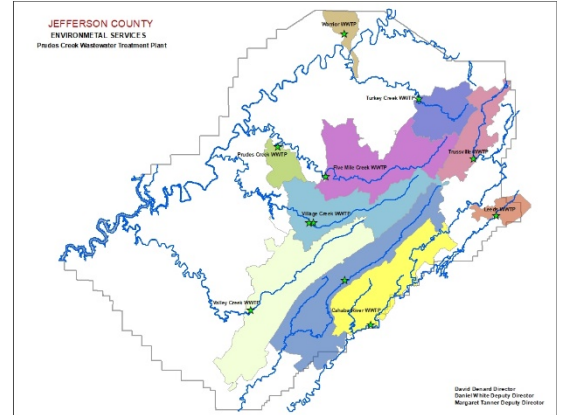 JEFFERSON COUNTY
ENVIRONMETAL SERVICES
Prudes Creek Wastewater Treatment Plant
Warrior WWTP
Turkey Creek WWTP
Prudes Creek WWTP
Trussville WWTP
Five Mile Creek WWTP
Leeds WWTP
Village Creek WWTP
Valley Creek WWTP
Cahaba River WWTP
David Denard Director
Daniel White Deputy Director
Margaret Tanner Deputy Director